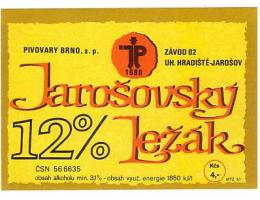 PIVOVARY BRNO, s. p.
JP
1688
ZÁVOD 02
UH. HRADIŠTĚ-JAROŠOV
Jarošovský
12% Ležák
ČSN 56 6635
obsah alkoholu min. 3,1% - obsah využ. energie 1850 kJ/l
Kčs
4,-